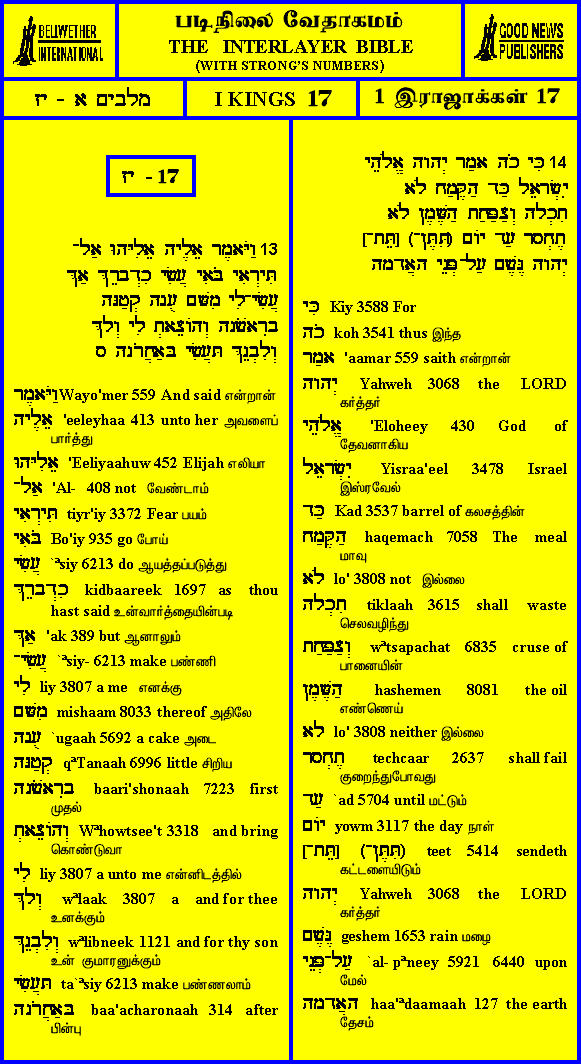 BELLWETHER
INTERNATIONAL
படிநிலை வேதாகமம்
THE INTERLAYER BIBLE
(WITH STRONG'S NUMBERS)
GOOD NEWS
PUBLISHERS
מלכים א - יז
I KINGS 17
1 இராஜாக்கள் 17
יז - 17
13 וַיֹּאמֶר אֵלֶיהָ אֵלִיָּהוּ אַל־
תִּירְאִי בֹּאִי עֲשִׂי כִדְבָרֵךְ אַךְ
עֲשִׂי־לִי מִשָּׁם עֻגָה קְטַנָּה
בָרִאשֹׁנָה וְהוֹצֵאתְ לִי וְלָךְ
וְלִבְנֵךְ תַּעֲשִׂי בָּאַחֲרֹנָה ס
וַיֹּאמֶר Wayo'mer 559 And said என்றான்
אֵלֶיהָ 'eeleyhaa 413 unto her அவளைப்
பார்த்து
אֵלִיָּהוּ 'Eeliyaahuw 452 Elijah எலியா
אַל־ 'Al- 408 not வேண்டாம்
תִּירְאִי tiyr'iy 3372 Fear பயம்
בֹּאִי Bo'iy 935 go போய்
עֲשִׂי `ªsiy 6213 do ஆயத்தப்படுத்து
כִדְבָרֵךְ kidbaareek 1697 as thou
hast said உன்வார்த்தையின்படி
אַךְ 'ak 389 but ஆனாலும்
עֲשִׂי־ `ªsiy- 6213 make பண்ணி
לִי liy 3807 a me எனக்கு
מִשָּׁם mishaam 8033 thereof அதிலே
עֻגָה `ugaah 5692 a cake அடை
קְטַנָּה qªTanaah 6996 little சிறிய
בָרִאשֹׁנָה baari'shonaah 7223 first
முதல்
וְהוֹצֵאתְ Wªhowtsee't 3318 and bring
கொண்டுவா
לִי liy 3807 a unto me என்னிடத்தில்
וְלָךְ wªlaak 3807 a and for thee
உனக்கும்
וְלִבְנֵךְ wªlibneek 1121 and for thy son
உன் குமாரனுக்கும்
תַּעֲשִׂי ta`ªsiy 6213 make பண்ணலாம்
בָּאַחֲרֹנָה baa'acharonaah 314 after
பின்பு
14 כִּי כֹה אָמַר יְהוָה אֱלֹהֵי
יִשְׂרָאֵל כַּד הַקֶּמַח לֹא
תִכְלָה וְצַפַּחַת הַשֶּׁמֶן לֹא
תֶחְסָר עַד יוֹם (תִּתֵּן־) [תֵּת־]
יְהוָה גֶּשֶׁם עַל־פְּנֵי הָאֲדָמָה
כִּי Kiy 3588 For
כֹה koh 3541 thus இந்த
אָמַר 'aamar 559 saith என்றான்
יְהוָה Yahweh 3068 the LORD
கர்த்தர்
אֱלֹהֵי 'Eloheey 430 God of
தேவனாகிய
יִשְׂרָאֵל Yisraa'eel 3478 Israel
இஸ்ரவேல்
כַּד Kad 3537 barrel of கலசத்தின்
הַקֶּמַח haqemach 7058 The meal
மாவு
לֹא lo' 3808 not இல்லை
תִכְלָה tiklaah 3615 shall waste
செலவழிந்து
וְצַפַּחַת wªtsapachat 6835 cruse of
பானையின்
הַשֶּׁמֶן hashemen 8081 the oil
எண்ணெய்
לֹא lo' 3808 neither இல்லை
תֶחְסָר techcaar 2637 shall fail
குறைந்துபோவது
עַד `ad 5704 until மட்டும்
יוֹם yowm 3117 the day நாள்
[תֵּת־] (תִּתֵּן־) teet 5414 sendeth
கட்டளையிடும்
יְהוָה Yahweh 3068 the LORD
கர்த்தர்
גֶּשֶׁם geshem 1653 rain மழை
עַל־פְּנֵי `al- pªneey 5921 6440 upon
மேல்
הָאֲדָמָה haa'ªdaamaah 127 the earth
தேசம்